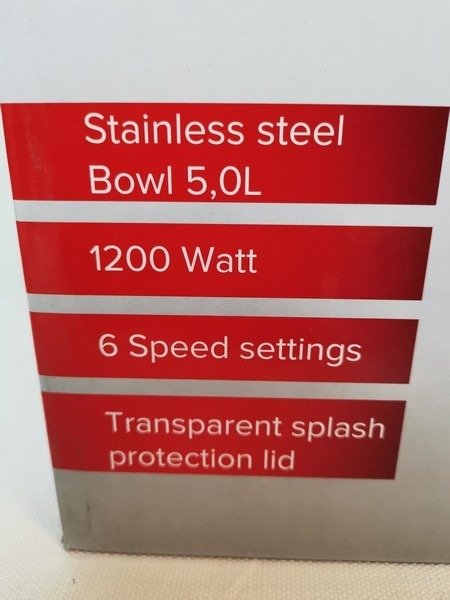 Stainless steel
Bowl 5,0L
1200 Watt
6 Speed settings
Transparent splash
protection lid